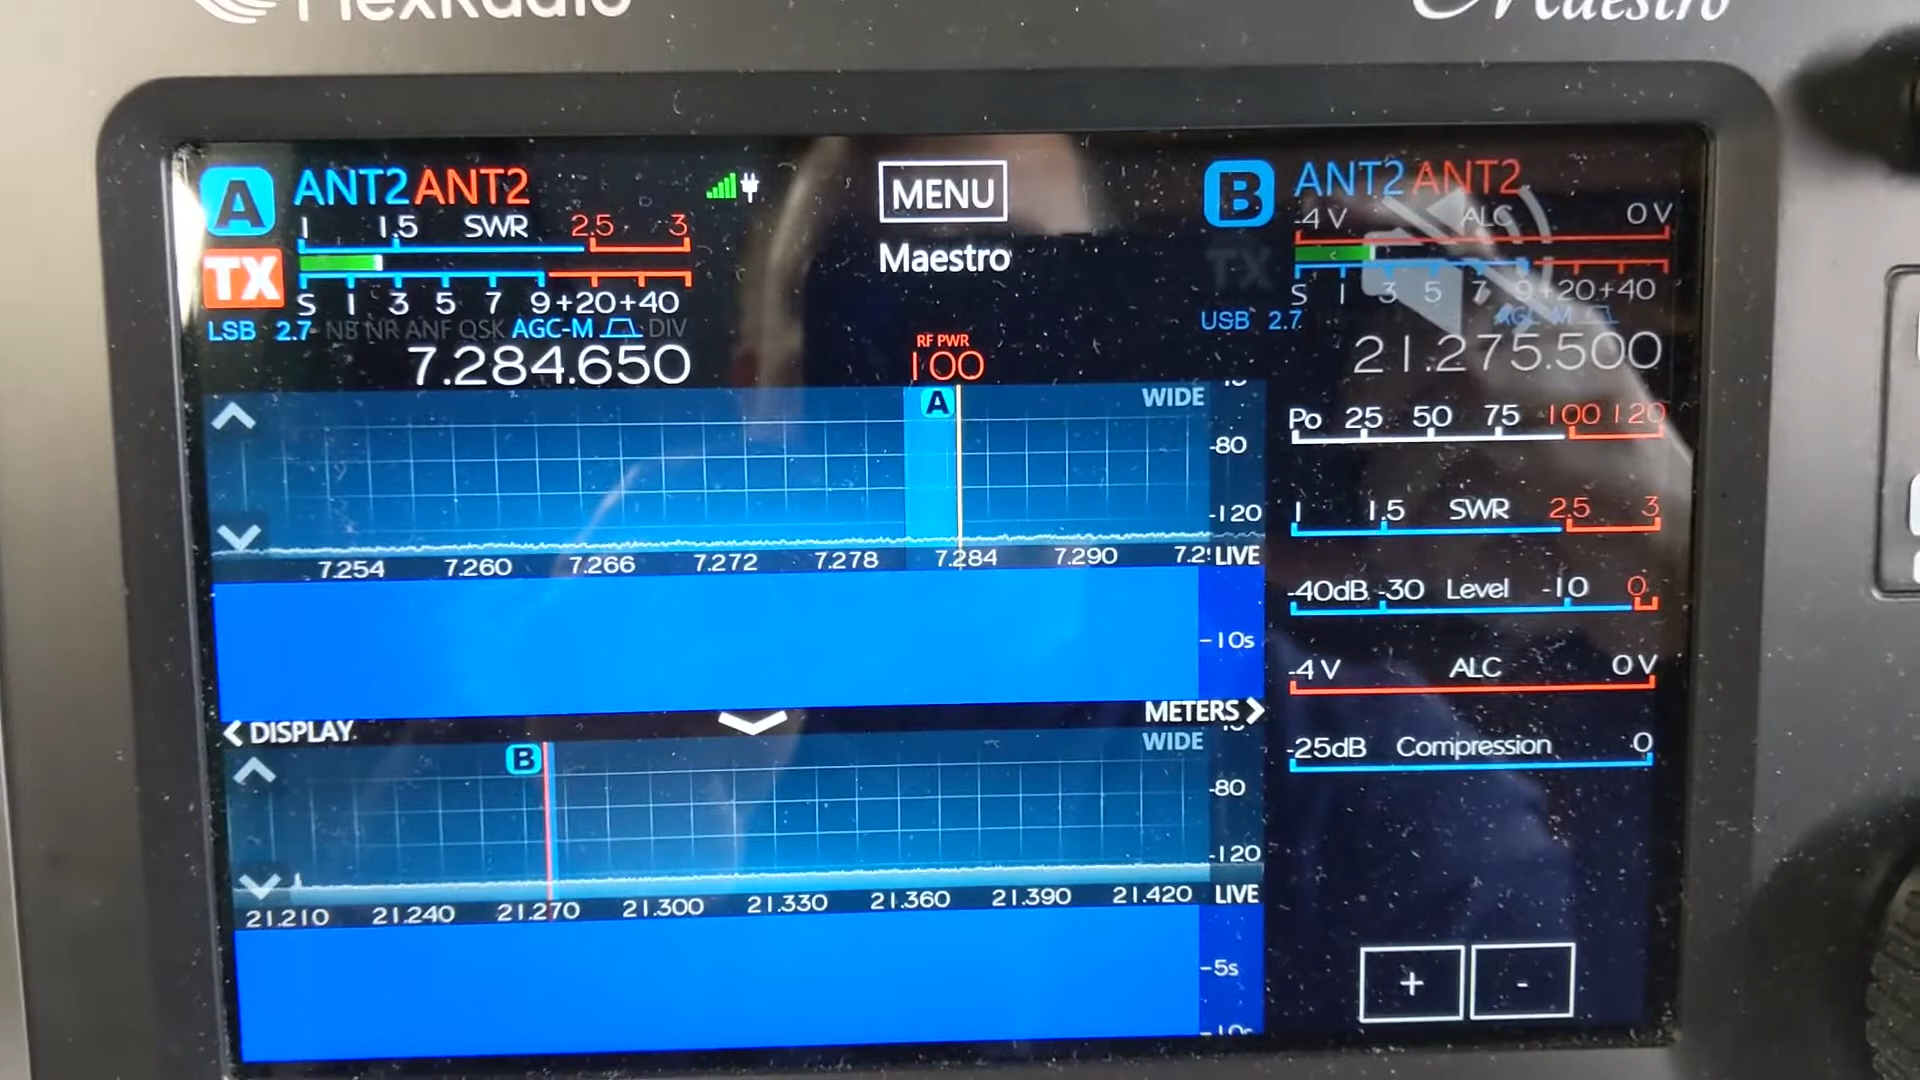 FlexRadio Maestro
A ANT2 ANT2 MENU B ANT2 ANT2
1 1.5 SWR 2.5 3 -4 V ALC 0 V
TX Maestro TX
S 1 3 5 7 9 +20 +40 S 1 3 5 7 9 +20 +40
LSB 2.7 NB NR ANF QSK AGC-M DIV USB 2.7 AGC-M
7.284.650 RF PWR 100 21.275.500
A WIDE
-80
-120
7.254 7.260 7.266 7.272 7.278 7.284 7.290 LIVE
-10s
< DISPLAY METERS >
B WIDE
-80
-120
21.210 21.240 21.270 21.300 21.330 21.360 21.390 21.420 LIVE
-5s
-10s
Po 25 50 75 100 120
1 1.5 SWR 2.5 3
-40dB -30 Level -10 0
-4 V ALC 0 V
-25dB Compression 0
+ -